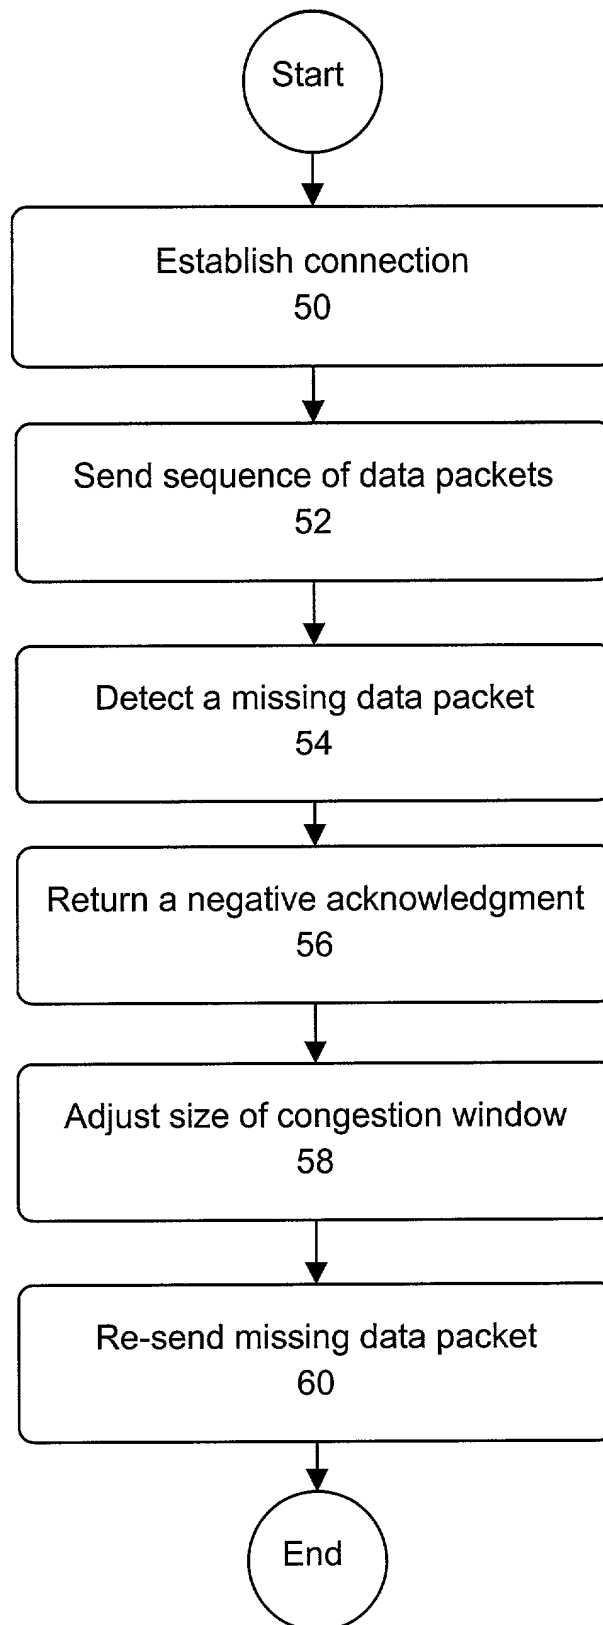 Start
Establish connection
50
Send sequence of data packets
52
Detect a missing data packet
54
Return a negative acknowledgment
56
Adjust size of congestion window
58
Re-send missing data packet
60
End